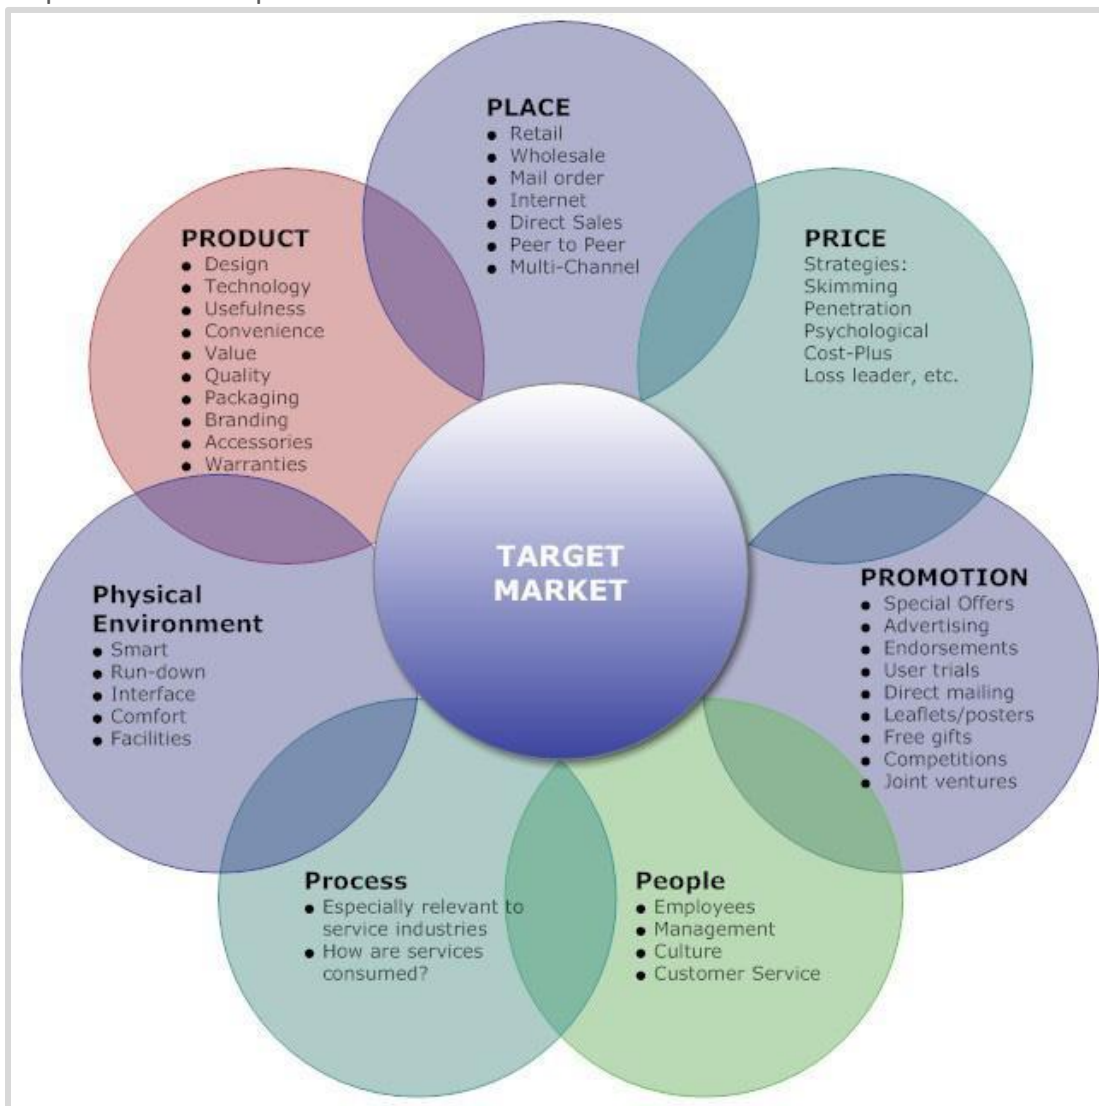 PLACE
● Retail
● Wholesale
● Mail order
● Internet
● Direct Sales
● Peer to Peer
● Multi-Channel
PRODUCT
● Design
● Technology
● Usefulness
● Convenience
● Value
● Quality
● Packaging
● Branding
● Accessories
● Warranties
PRICE
Strategies:
Skimming
Penetration
Psychological
Cost-Plus
Loss leader, etc.
TARGET
MARKET
Physical
Environment
● Smart
● Run-down
● Interface
● Comfort
● Facilities
PROMOTION
● Special Offers
● Advertising
● Endorsements
● User trials
● Direct mailing
● Leaflets/posters
● Free gifts
● Competitions
● Joint ventures
Process
● Especially relevant to
service industries
● How are services
consumed?
People
● Employees
● Management
● Culture
● Customer Service